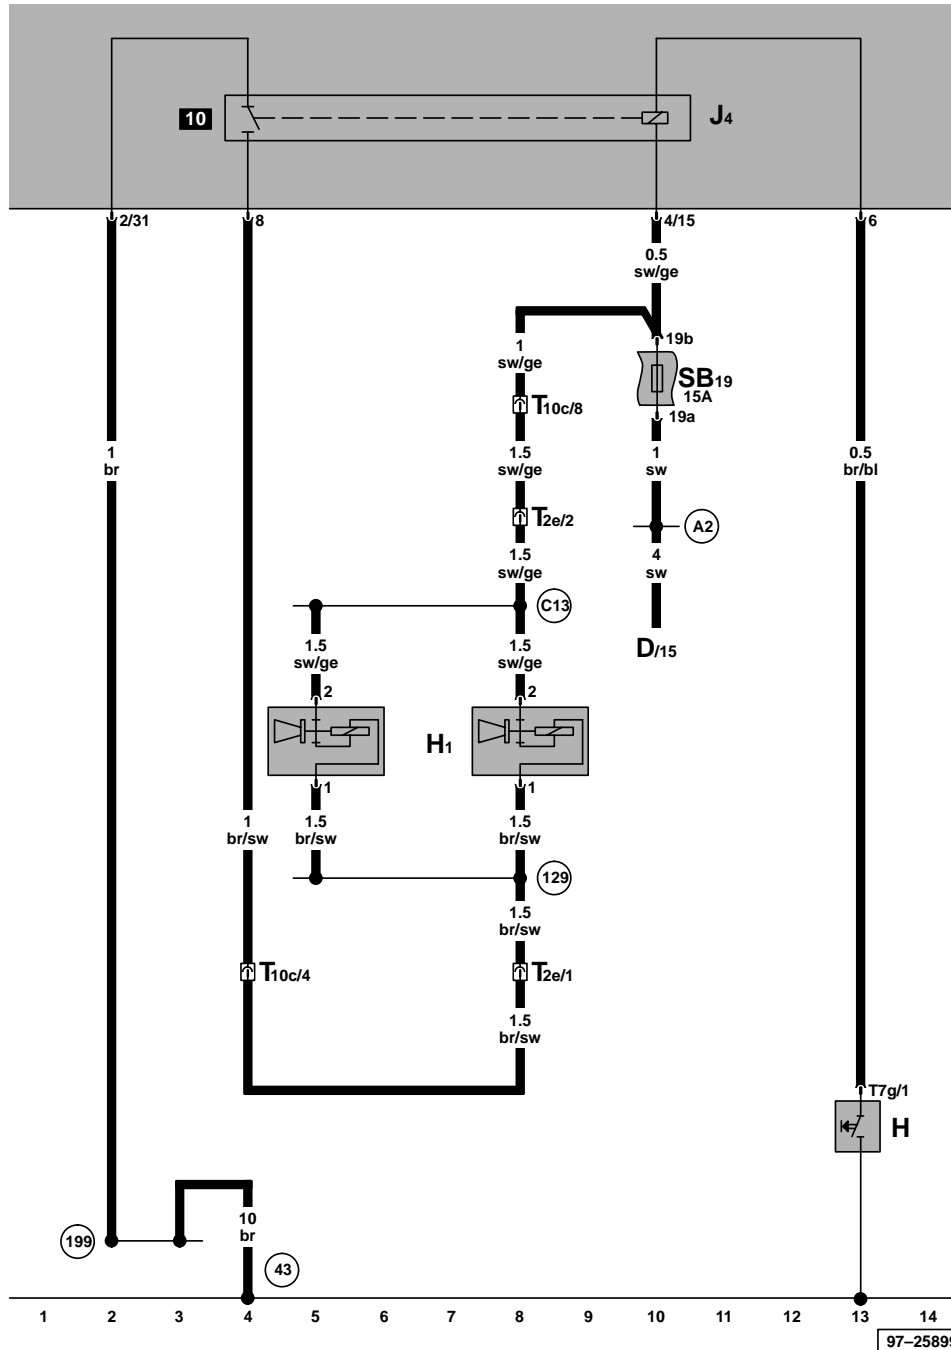 10
J4
2/31
8
4/15
6
0.5
sw/ge
19b
1
sw/ge
SB19
15A
T10c/8
19a
1
br
1.5
sw/ge
1
sw
0.5
br/bl
T2e/2
A2
1.5
sw/ge
4
sw
C13
1.5
sw/ge
1.5
sw/ge
D/15
2
2
H1
1
1
1
br/sw
1.5
br/sw
1.5
br/sw
129
1.5
br/sw
T10c/4
T2e/1
1.5
br/sw
T7g/1
H
10
br
199
43
1 2 3 4 5 6 7 8 9 10 11 12 13 14